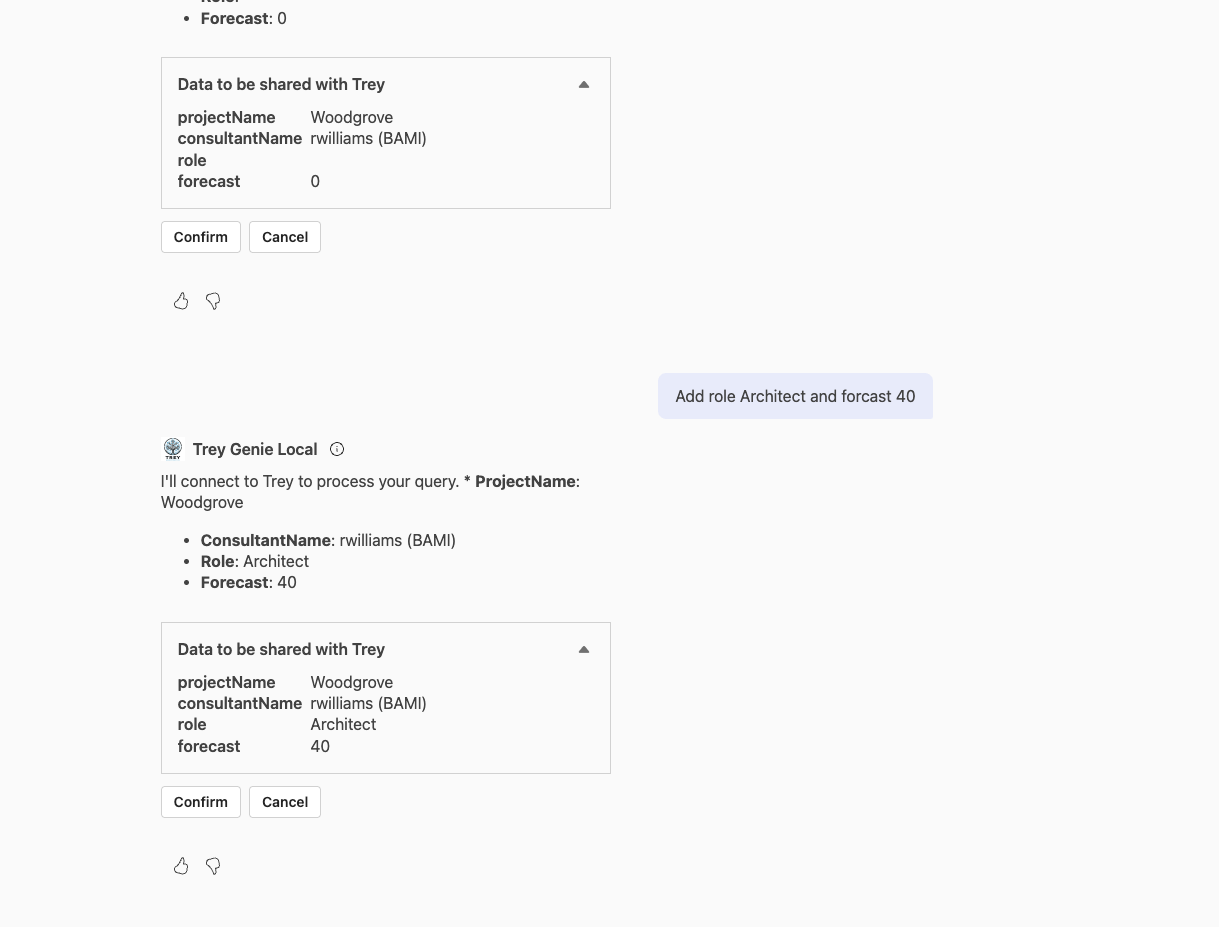 Forecast: 0
Data to be shared with Trey
projectName Woodgrove
consultantName rwilliams (BAMI)
role
forecast 0
Confirm Cancel
Add role Architect and forcast 40
TREY
Trey Genie Local
I'll connect to Trey to process your query. * ProjectName:
Woodgrove
ConsultantName: rwilliams (BAMI)
Role: Architect
Forecast: 40
Data to be shared with Trey
projectName Woodgrove
consultantName rwilliams (BAMI)
role Architect
forecast 40
Confirm Cancel